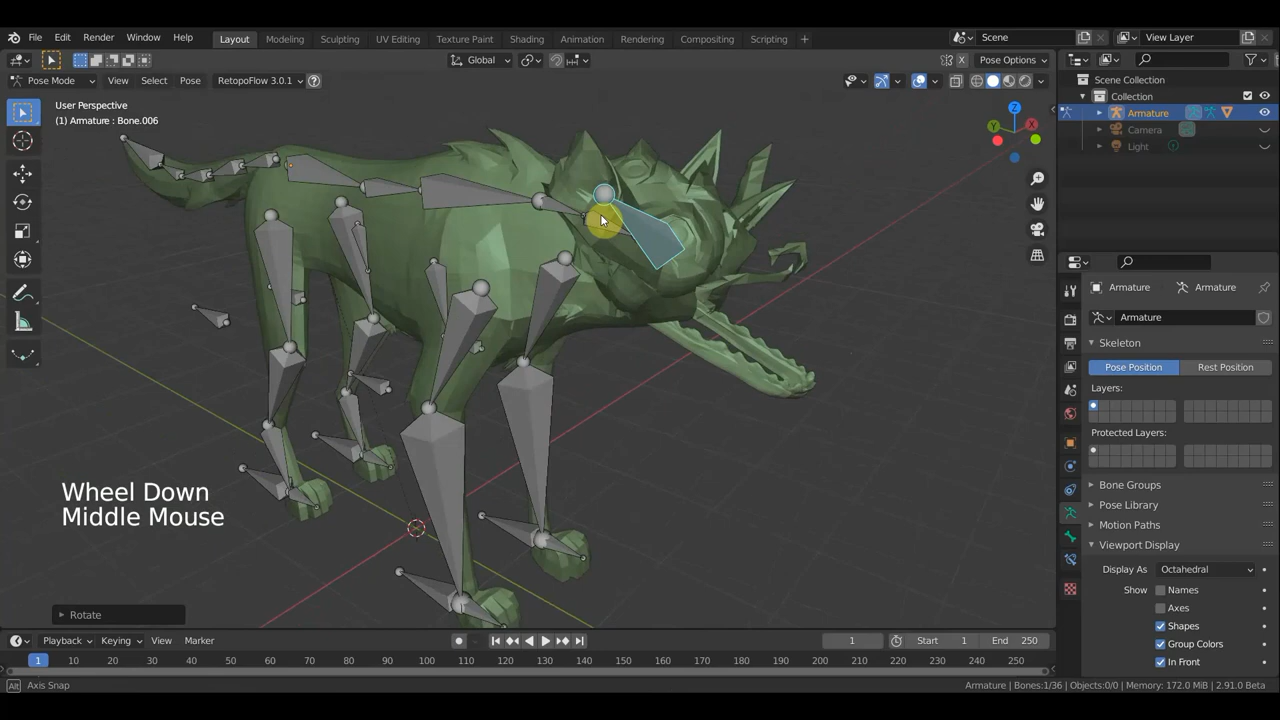 File Edit Render Window Help Layout Modeling Sculpting UV Editing Texture Paint Shading Animation Rendering Compositing Scripting + Scene View Layer
Global Pose Options
Pose Mode View Select Pose RetopoFlow 3.0.1 ? X
User Perspective
(1) Armature : Bone.006
Z
Y X
Scene Collection
Collection
Armature
Camera
Light
Armature Armature
Armature
Skeleton
Pose Position Rest Position
Layers:
Protected Layers:
Bone Groups
Pose Library
Motion Paths
Viewport Display
Display As Octahedral
Show Names
Axes
Shapes
Group Colors
In Front
Wheel Down
Middle Mouse
Rotate
Playback Keying View Marker 1 Start 1 End 250
1 10 20 30 40 50 60 70 80 90 100 110 120 130 140 150 160 170 180 190 200 210 220 230 240 250
Alt Axis Snap Armature | Bones:1/36 | Objects:0/0 | Memory: 172.0 MiB | 2.91.0 Beta